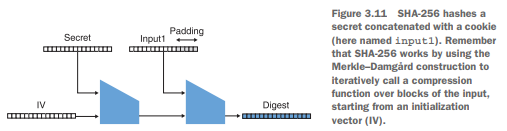 Secret
Input1
Padding
IV
Digest
Figure 3.11 SHA-256 hashes a
secret concatenated with a cookie
(here named input1). Remember
that SHA-256 works by using the
Merkle–Damgård construction to
iteratively call a compression
function over blocks of the input,
starting from an initialization
vector (IV).